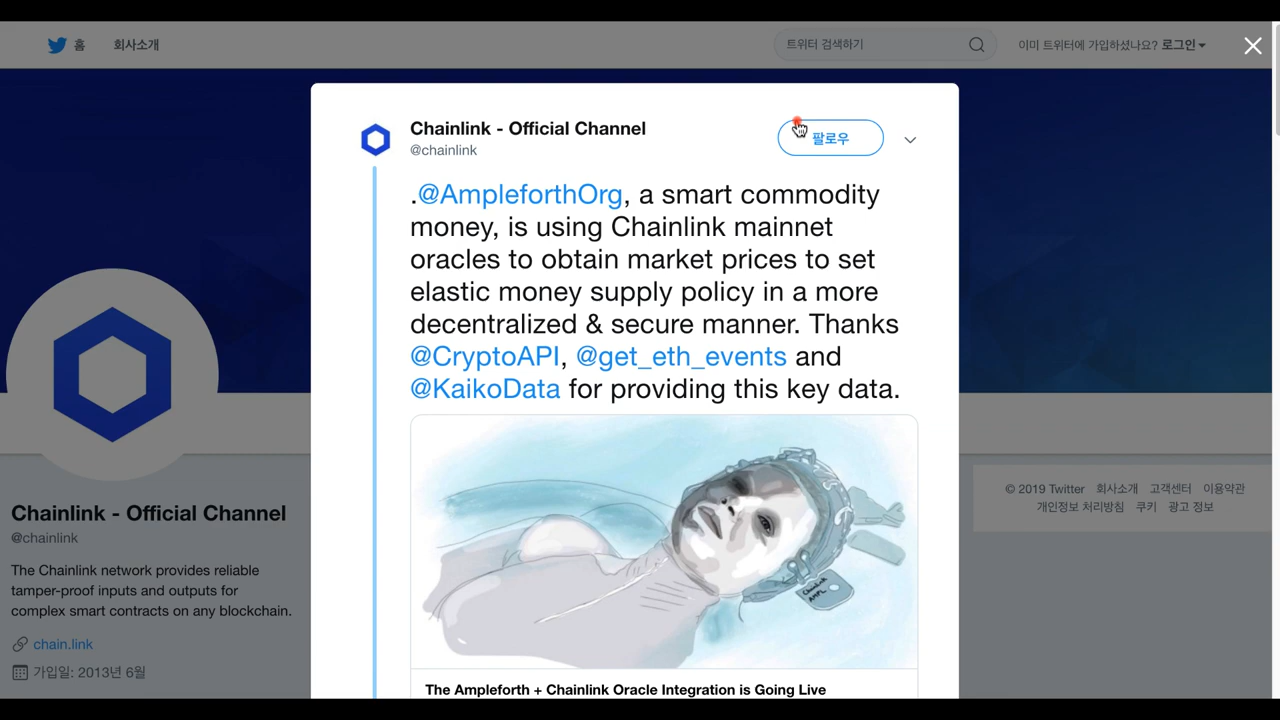 홈 회사소개
트위터 검색하기
이미 트위터에 가입하셨나요? 로그인
Chainlink - Official Channel
@chainlink
팔로우
.@AmpleforthOrg, a smart commodity
money, is using Chainlink mainnet
oracles to obtain market prices to set
elastic money supply policy in a more
decentralized & secure manner. Thanks
@CryptoAPI, @get_eth_events and
@KaikoData for providing this key data.
ChainLink
AMPL
The Ampleforth + Chainlink Oracle Integration is Going Live
Chainlink - Official Channel
@chainlink
The Chainlink network provides reliable
tamper-proof inputs and outputs for
complex smart contracts on any blockchain.
chain.link
가입일: 2013년 6월
© 2019 Twitter 회사소개 고객센터 이용약관
개인정보 처리방침 쿠키 광고 정보